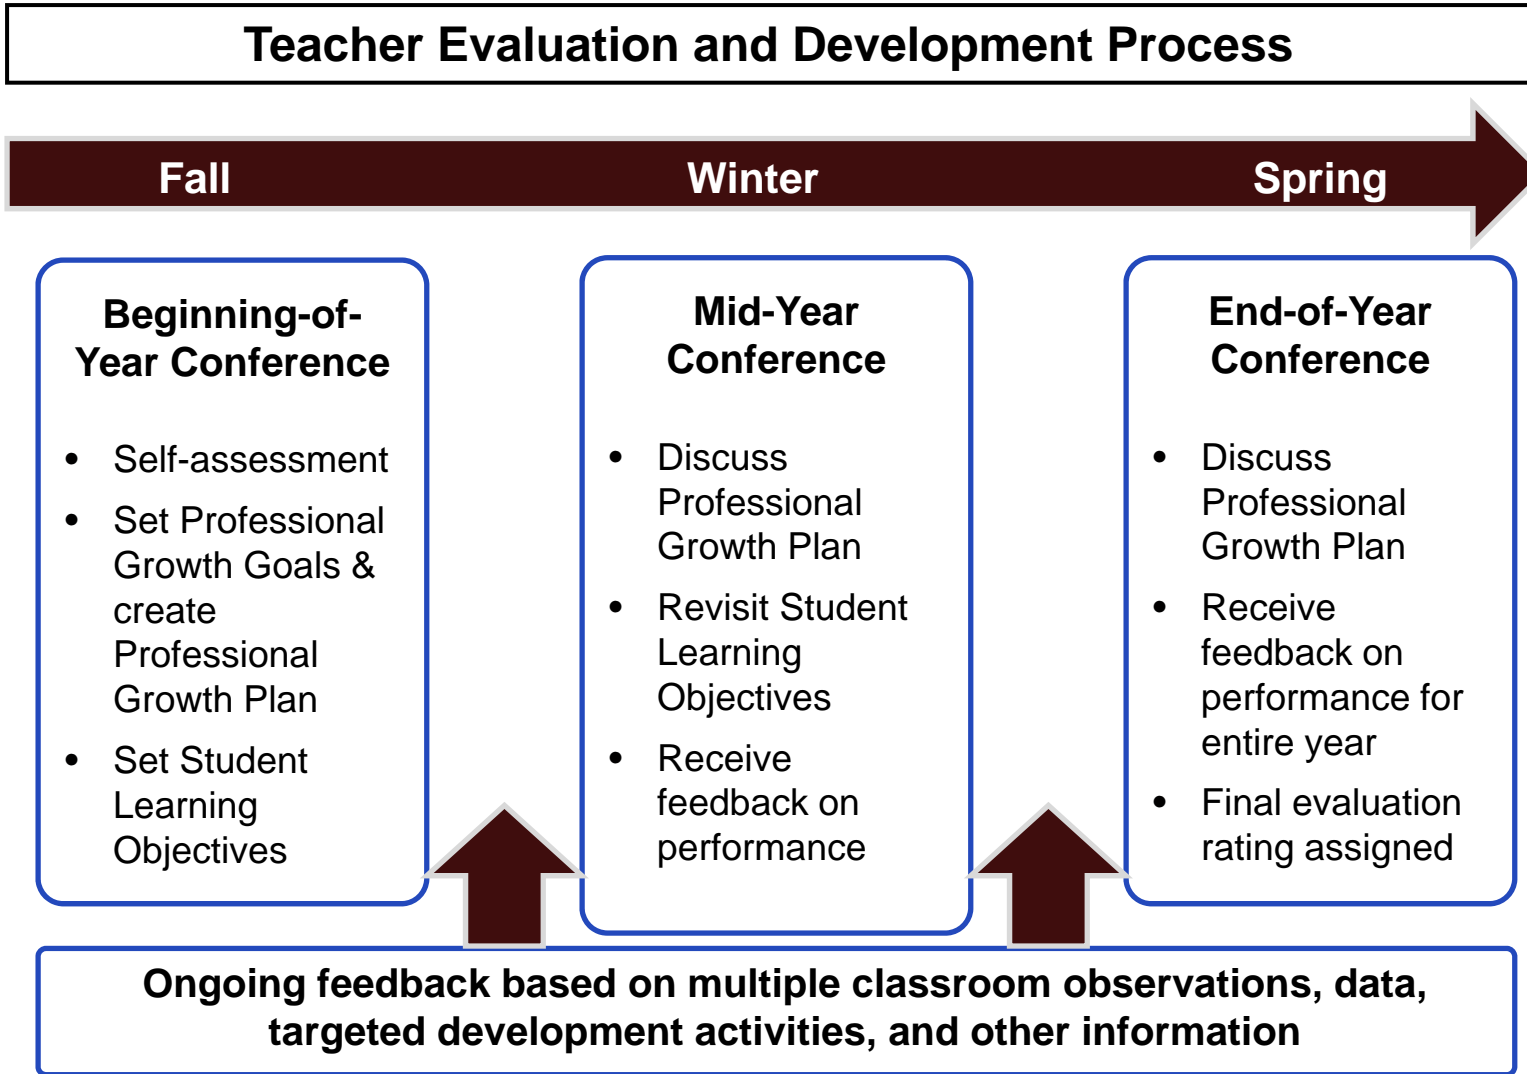 Teacher Evaluation and Development Process
Fall
Winter
Spring
Beginning-of-
Year Conference
• Self-assessment
• Set Professional
Growth Goals &
create
Professional
Growth Plan
• Set Student
Learning
Objectives
Mid-Year
Conference
• Discuss
Professional
Growth Plan
• Revisit Student
Learning
Objectives
• Receive
feedback on
performance
End-of-Year
Conference
• Discuss
Professional
Growth Plan
• Receive
feedback on
performance for
entire year
• Final evaluation
rating assigned
Ongoing feedback based on multiple classroom observations, data,
targeted development activities, and other information